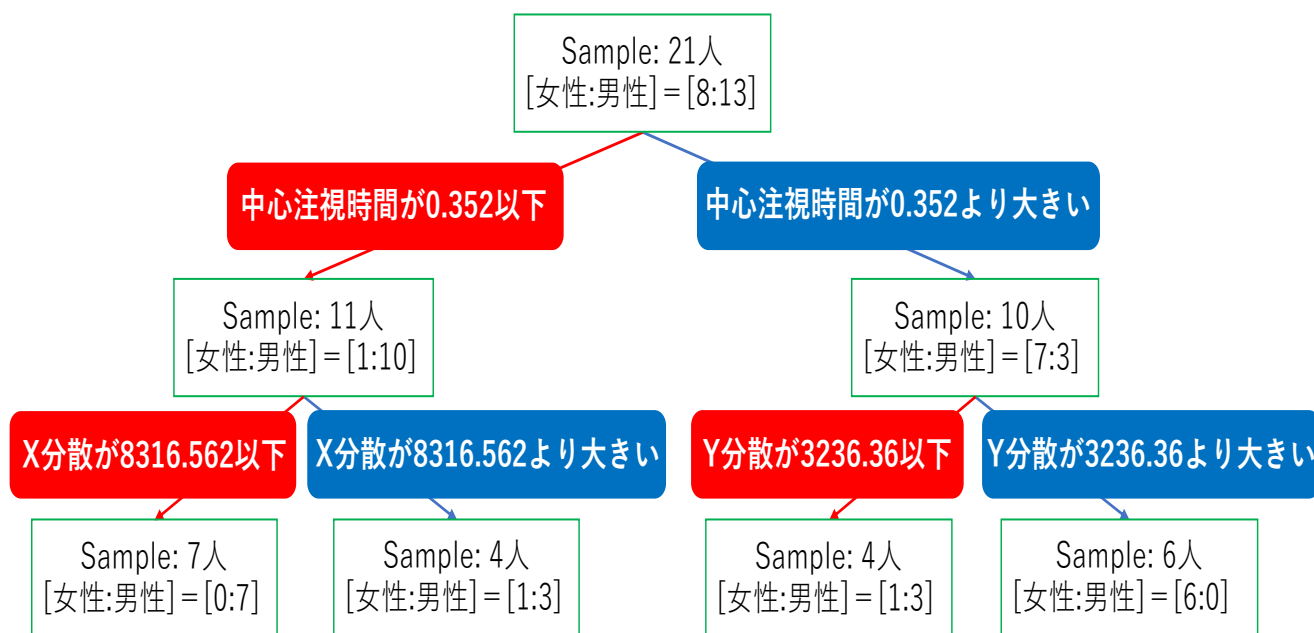 Sample: 21人
[女性:男性]＝[8:13]
中心注視時間が0.352以下
中心注視時間が0.352より大きい
Sample: 11人
[女性:男性]＝[1:10]
Sample: 10人
[女性:男性]＝[7:3]
X分散が8316.562以下
X分散が8316.562より大きい
Y分散が3236.36以下
Y分散が3236.36より大きい
Sample: 7人
[女性:男性]＝[0:7]
Sample: 4人
[女性:男性]＝[1:3]
Sample: 4人
[女性:男性]＝[1:3]
Sample: 6人
[女性:男性]＝[6:0]